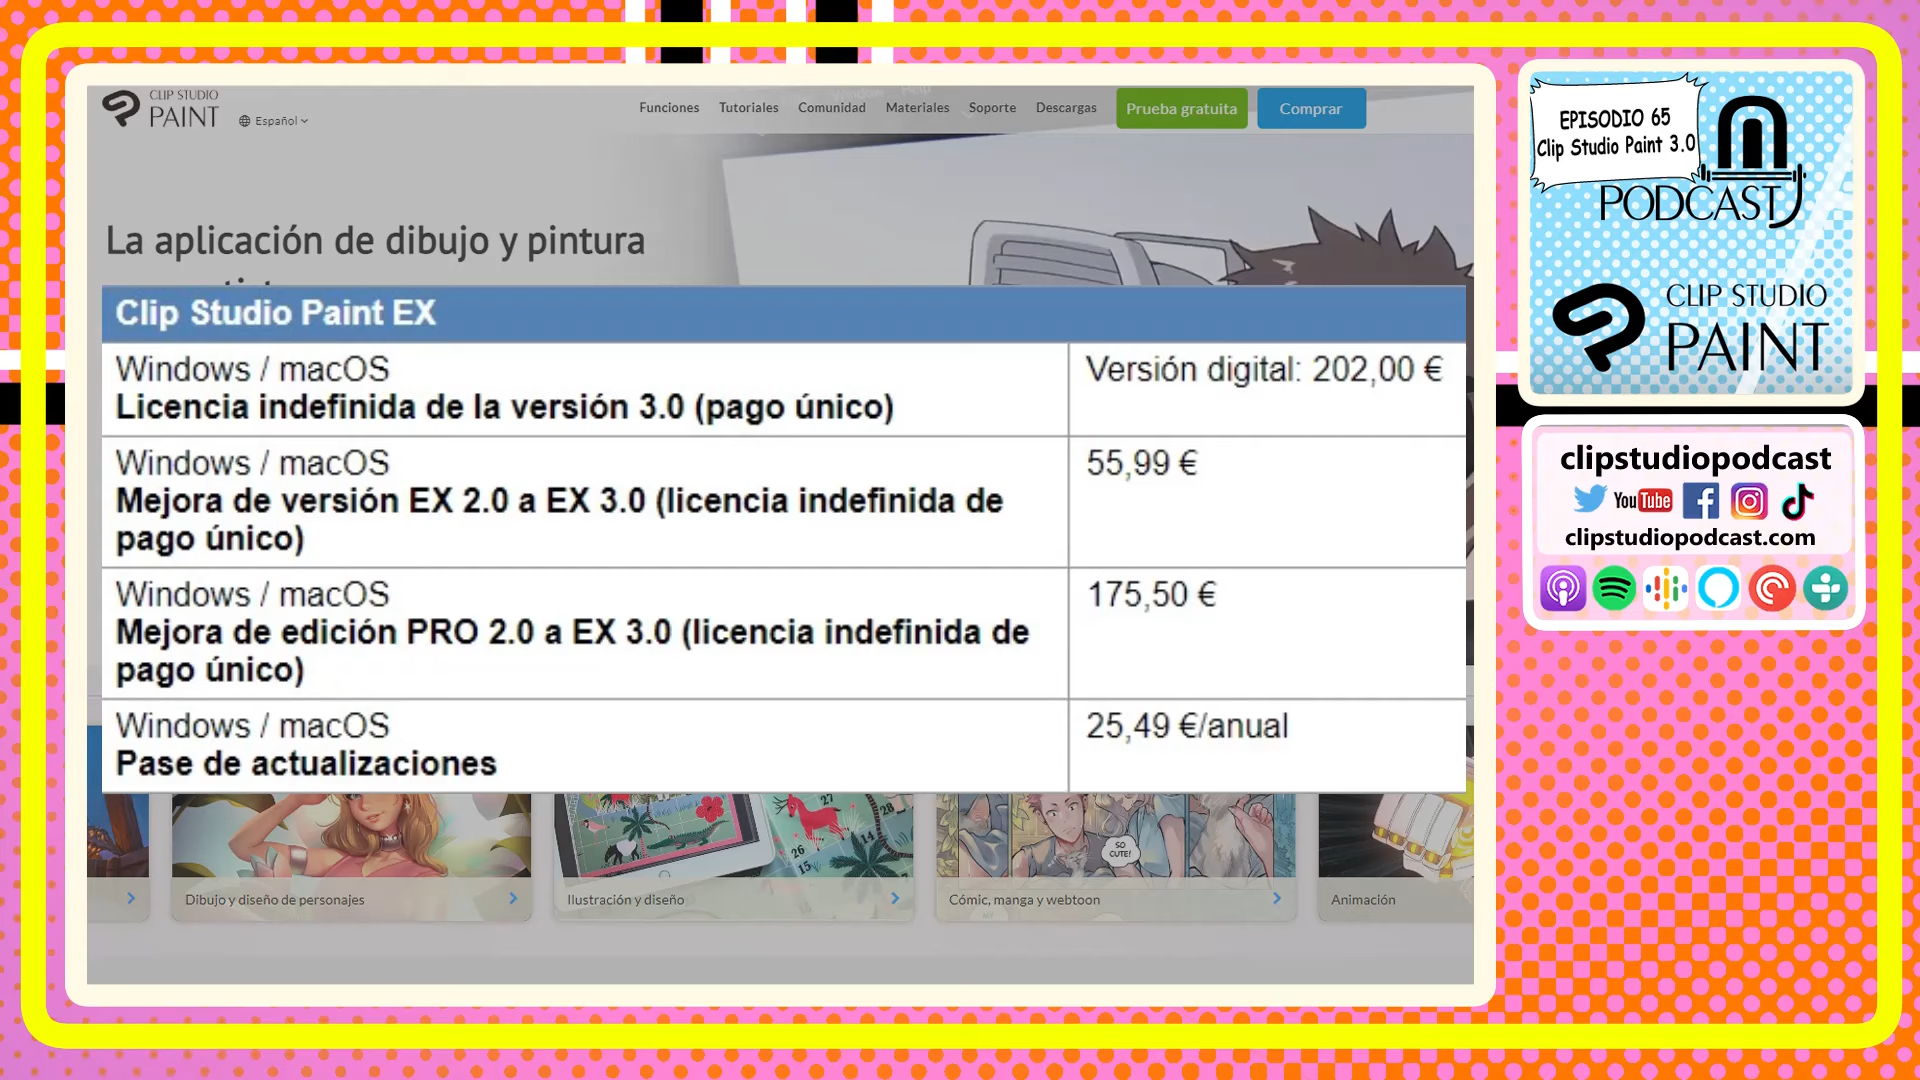 CLIP STUDIO
PAINT
Español
Funciones
Tutoriales
Comunidad
Materiales
Soporte
Descargas
Prueba gratuita
Comprar
La aplicación de dibujo y pintura
Clip Studio Paint EX
Windows / macOS
Licencia indefinida de la versión 3.0 (pago único)
Versión digital: 202,00 €
Windows / macOS
Mejora de versión EX 2.0 a EX 3.0 (licencia indefinida de
pago único)
55,99 €
Windows / macOS
Mejora de edición PRO 2.0 a EX 3.0 (licencia indefinida de
pago único)
175,50 €
Windows / macOS
Pase de actualizaciones
25,49 €/anual
27
28
14
26
15
SO
CUTE!
Dibujo y diseño de personajes
Ilustración y diseño
Cómic, manga y webtoon
Animación
EPISODIO 65
Clip Studio Paint 3.0
PODCAST
CLIP STUDIO
PAINT
clipstudiopodcast
YouTube
clipstudiopodcast.com